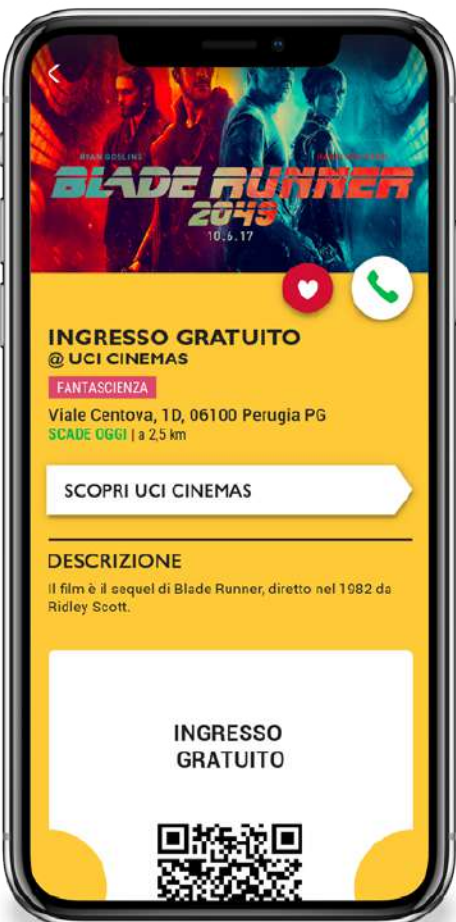 RYAN GOSLING
BLADE RUNNER
2049
10.6.17
INGRESSO GRATUITO
@ UCI CINEMAS
FANTASCIENZA
Viale Centova, 1D, 06100 Perugia PG
SCADE OGGI | a 2,5 km
SCOPRI UCI CINEMAS
DESCRIZIONE
Il film è il sequel di Blade Runner, diretto nel 1982 da
Ridley Scott.
INGRESSO
GRATUITO